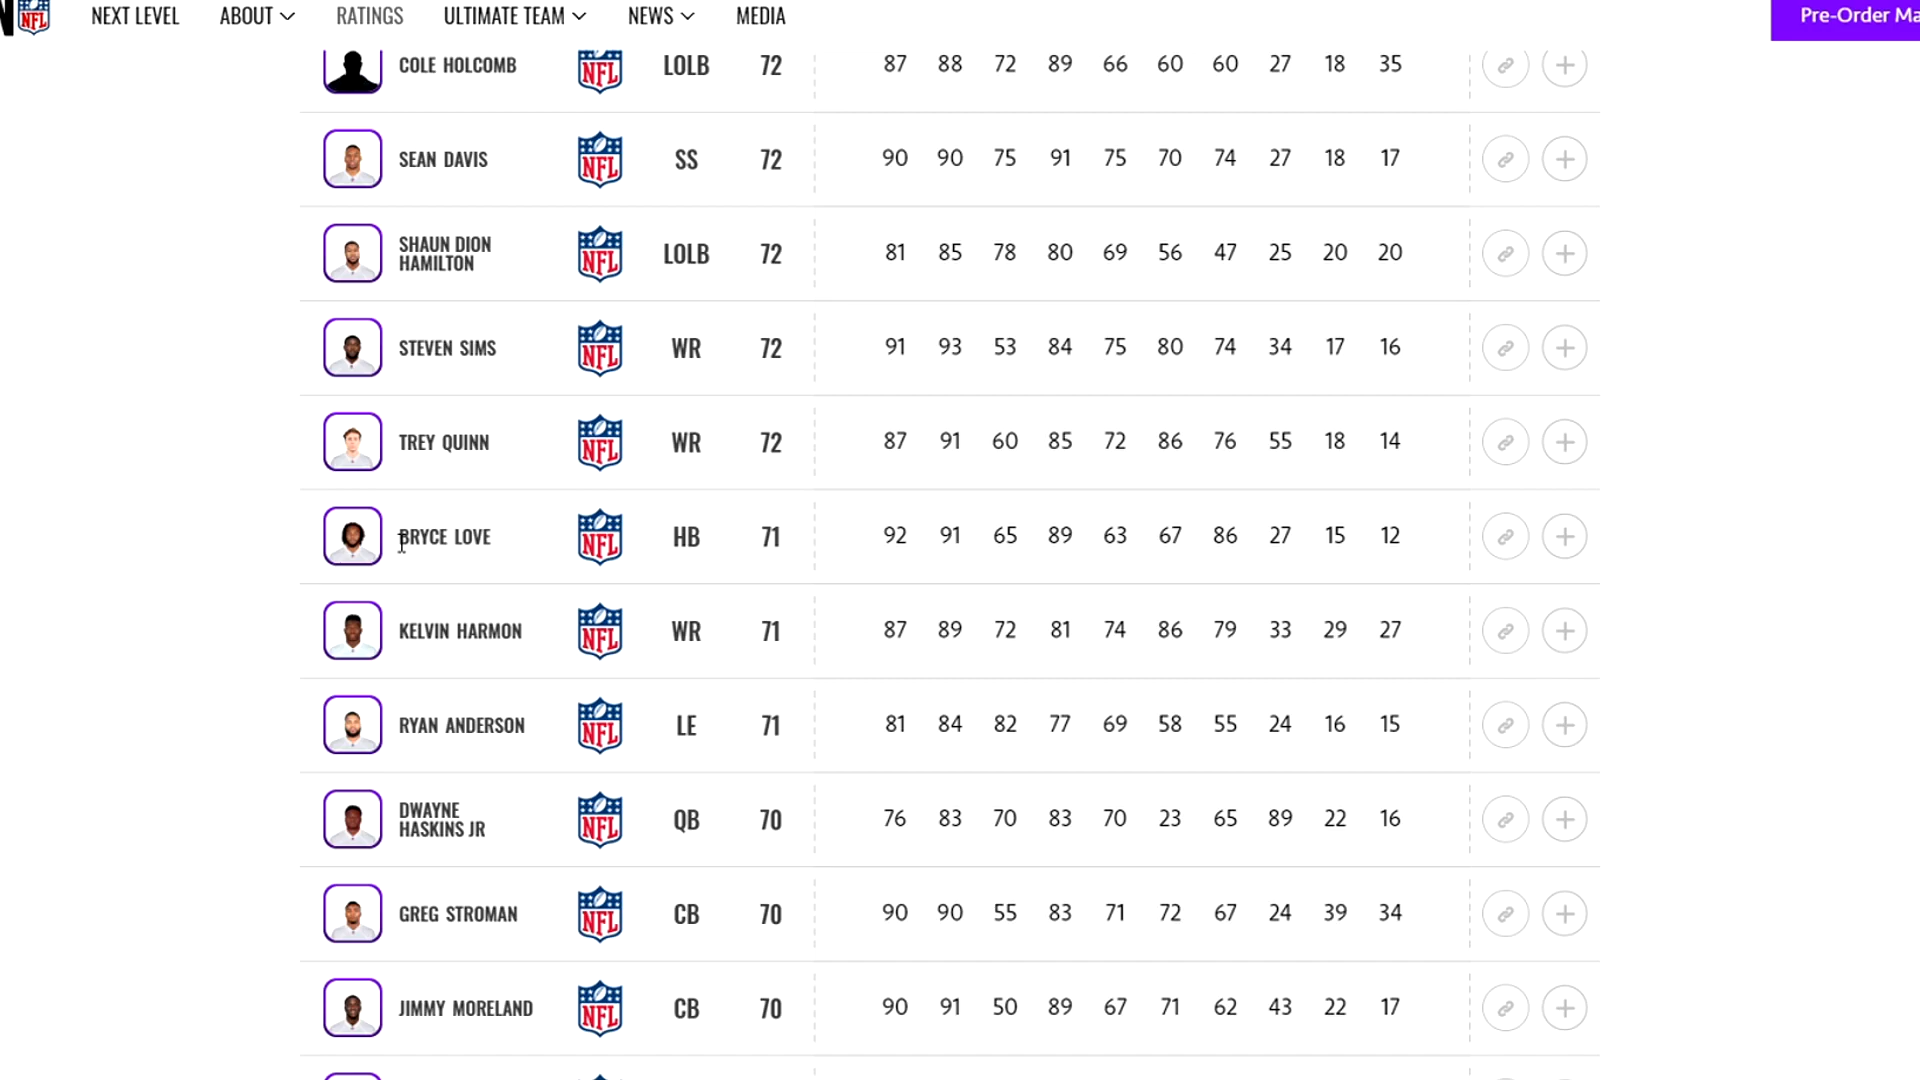 NFL NEXT LEVEL ABOUT RATINGS ULTIMATE TEAM NEWS MEDIA Pre-Order Ma
COLE HOLCOMB NFL LOLB 72 87 88 72 89 66 60 60 27 18 35
SEAN DAVIS NFL SS 72 90 90 75 91 75 70 74 27 18 17
SHAUN DION
HAMILTON NFL LOLB 72 81 85 78 80 69 56 47 25 20 20
STEVEN SIMS NFL WR 72 91 93 53 84 75 80 74 34 17 16
TREY QUINN NFL WR 72 87 91 60 85 72 86 76 55 18 14
BRYCE LOVE NFL HB 71 92 91 65 89 63 67 86 27 15 12
KELVIN HARMON NFL WR 71 87 89 72 81 74 86 79 33 29 27
RYAN ANDERSON NFL LE 71 81 84 82 77 69 58 55 24 16 15
DWAYNE
HASKINS JR NFL QB 70 76 83 70 83 70 23 65 89 22 16
GREG STROMAN NFL CB 70 90 90 55 83 71 72 67 24 39 34
JIMMY MORELAND NFL CB 70 90 91 50 89 67 71 62 43 22 17